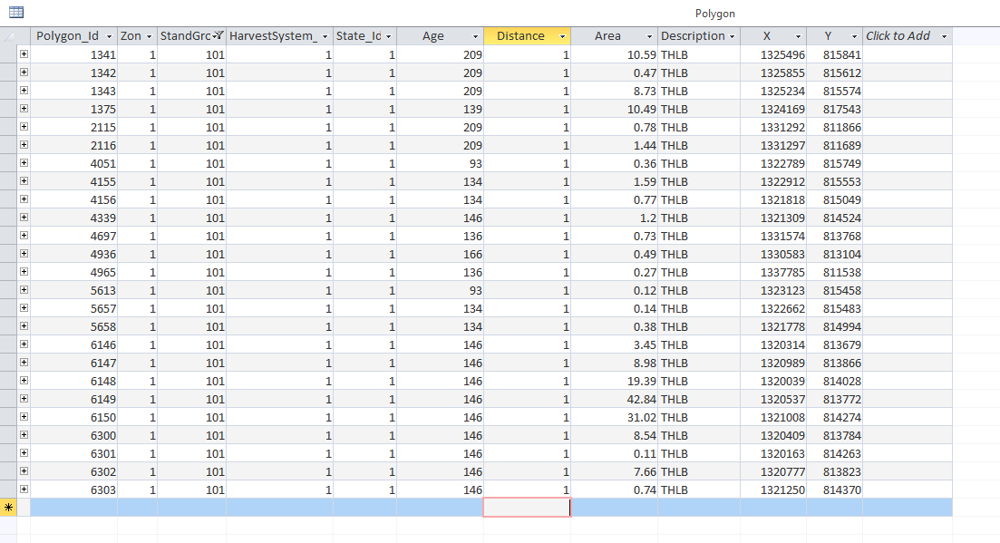 Polygon
Polygon_Id Zon StandGro HarvestSystem_ State_Id Age Distance Area Description X Y Click to Add
1341 1 101 1 1 209 1 10.59 THLB 1325496 815841
1342 1 101 1 1 209 1 0.47 THLB 1325855 815612
1343 1 101 1 1 209 1 8.73 THLB 1325234 815574
1375 1 101 1 1 139 1 10.49 THLB 1324169 817543
2115 1 101 1 1 209 1 0.78 THLB 1331292 811866
2116 1 101 1 1 209 1 1.44 THLB 1331297 811689
4051 1 101 1 1 93 1 0.36 THLB 1322789 815749
4155 1 101 1 1 134 1 1.59 THLB 1322912 815553
4156 1 101 1 1 134 1 0.77 THLB 1321818 815049
4339 1 101 1 1 146 1 1.2 THLB 1321309 814524
4697 1 101 1 1 136 1 0.73 THLB 1331574 813768
4936 1 101 1 1 166 1 0.49 THLB 1330583 813104
4965 1 101 1 1 136 1 0.27 THLB 1337785 811538
5613 1 101 1 1 93 1 0.12 THLB 1323123 815458
5657 1 101 1 1 134 1 0.14 THLB 1322662 815483
5658 1 101 1 1 134 1 0.38 THLB 1321778 814994
6146 1 101 1 1 146 1 3.45 THLB 1320314 813679
6147 1 101 1 1 146 1 8.98 THLB 1320989 813866
6148 1 101 1 1 146 1 19.39 THLB 1320039 814028
6149 1 101 1 1 146 1 42.84 THLB 1320537 813772
6150 1 101 1 1 146 1 31.02 THLB 1321008 814274
6300 1 101 1 1 146 1 8.54 THLB 1320409 813784
6301 1 101 1 1 146 1 0.11 THLB 1320163 814263
6302 1 101 1 1 146 1 7.66 THLB 1320777 813823
6303 1 101 1 1 146 1 0.74 THLB 1321250 814370